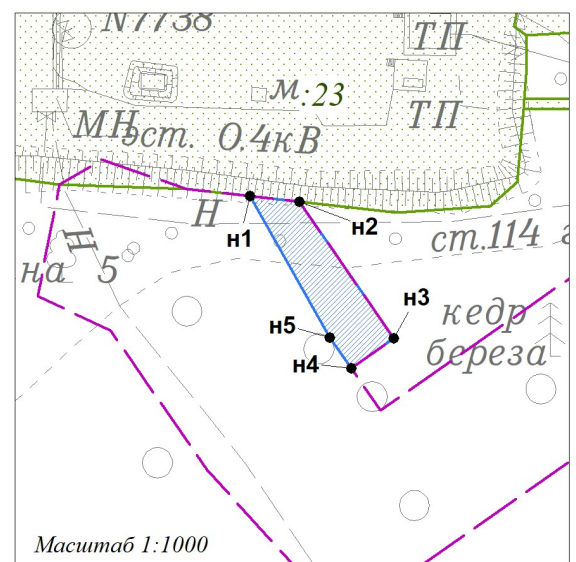 N7738
ТП
м:23
ТП
МН
эст. 0.4кВ
Н
н1
н2
ст.114
Н
на 5
н3
н5
кедр
береза
н4
Масштаб 1:1000